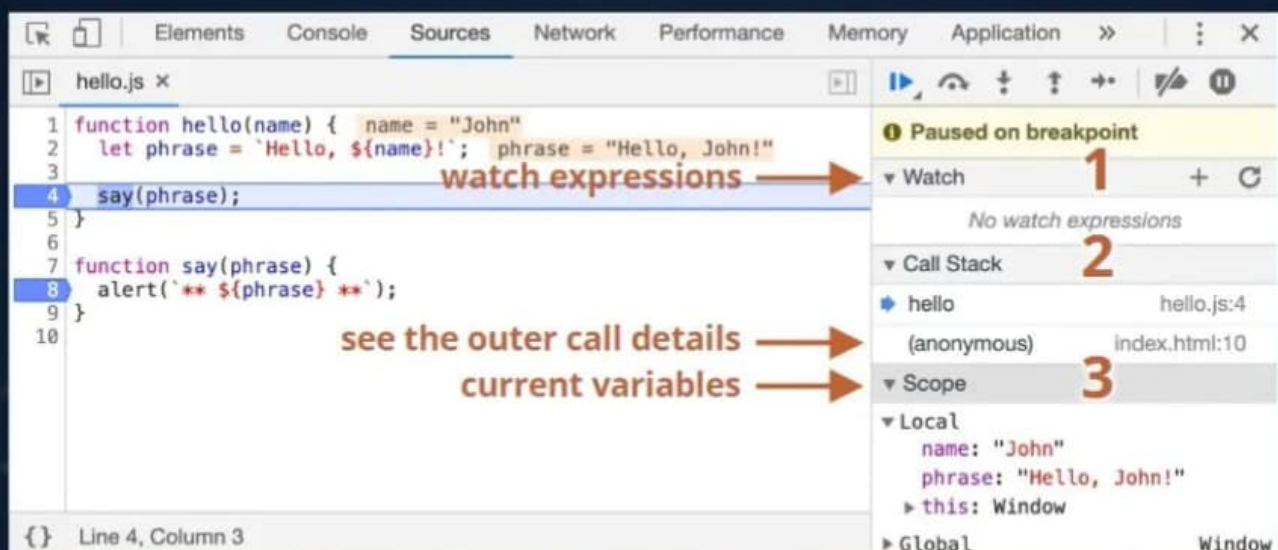 Elements Console Sources Network Performance Memory Application »
hello.js ×
1 function hello(name) { name = "John"
2 let phrase = `Hello, ${name}!`; phrase = "Hello, John!"
3
4 say(phrase);
5 }
6
7 function say(phrase) {
8 alert(`** ${phrase} **`);
9 }
10
watch expressions
see the outer call details
current variables
{} Line 4, Column 3
Paused on breakpoint
1
Watch
No watch expressions
2
Call Stack
hello hello.js:4
(anonymous) index.html:10
3
Scope
Local
name: "John"
phrase: "Hello, John!"
this: Window
Global Window